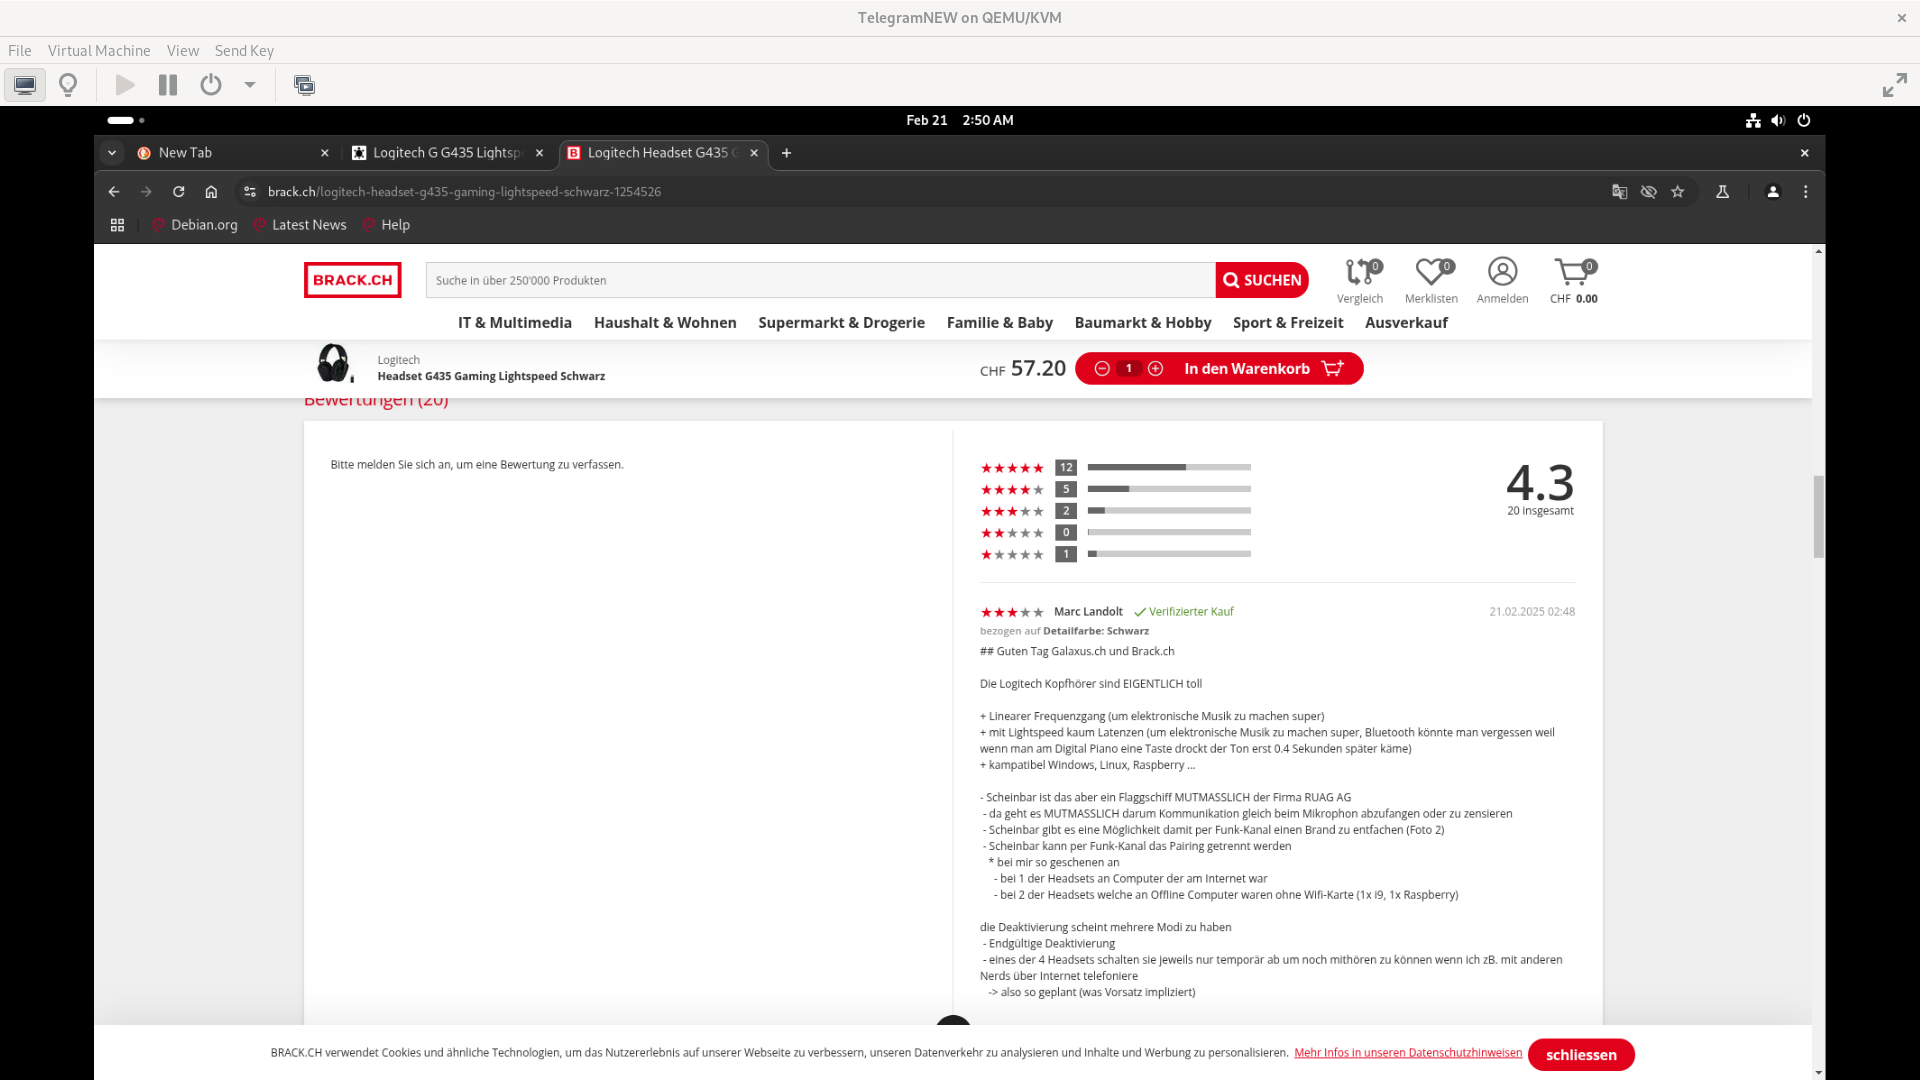 TelegramNEW on QEMU/KVM
File Virtual Machine View Send Key
Feb 21 2:50 AM
New Tab
Logitech G G435 Lightsp
Logitech Headset G435 G
brack.ch/logitech-headset-g435-gaming-lightspeed-schwarz-1254526
Debian.org
Latest News
Help
BRACK.CH
Suche in über 250'000 Produkten
SUCHEN
0
Vergleich
0
Merklisten
Anmelden
0
CHF 0.00
IT & Multimedia
Haushalt & Wohnen
Supermarkt & Drogerie
Familie & Baby
Baumarkt & Hobby
Sport & Freizeit
Ausverkauf
Logitech
Headset G435 Gaming Lightspeed Schwarz
CHF 57.20
1
In den Warenkorb
Bewertungen (20)
Bitte melden Sie sich an, um eine Bewertung zu verfassen.
12
5
2
0
1
4.3
20 insgesamt
Marc Landolt
Verifizierter Kauf
21.02.2025 02:48
bezogen auf Detailfarbe: Schwarz
## Guten Tag Galaxus.ch und Brack.ch
Die Logitech Kopfhörer sind EIGENTLICH toll
+ Linearer Frequenzgang (um elektronische Musik zu machen super)
+ mit Lightspeed kaum Latenzen (um elektronische Musik zu machen super, Bluetooth könnte man vergessen weil
wenn man am Digital Piano eine Taste drockt der Ton erst 0.4 Sekunden später käme)
+ kampatibel Windows, Linux, Raspberry ...
- Scheinbar ist das aber ein Flaggschiff MUTMASSLICH der Firma RUAG AG
- da geht es MUTMASSLICH darum Kommunikation gleich beim Mikrophon abzufangen oder zu zensieren
- Scheinbar gibt es eine Möglichkeit damit per Funk-Kanal einen Brand zu entfachen (Foto 2)
- Scheinbar kann per Funk-Kanal das Pairing getrennt werden
* bei mir so geschenen an
- bei 1 der Headsets an Computer der am Internet war
- bei 2 der Headsets welche an Offline Computer waren ohne Wifi-Karte (1x i9, 1x Raspberry)
die Deaktivierung scheint mehrere Modi zu haben
- Endgültige Deaktivierung
- eines der 4 Headsets schalten sie jeweils nur temporär ab um noch mithören zu können wenn ich zB. mit anderen
Nerds über Internet telefoniere
-> also so geplant (was Vorsatz impliziert)
BRACK.CH verwendet Cookies und ähnliche Technologien, um das Nutzererlebnis auf unserer Webseite zu verbessern, unseren Datenverkehr zu analysieren und Inhalte und Werbung zu personalisieren. Mehr Infos in unseren Datenschutzhinweisen
schliessen